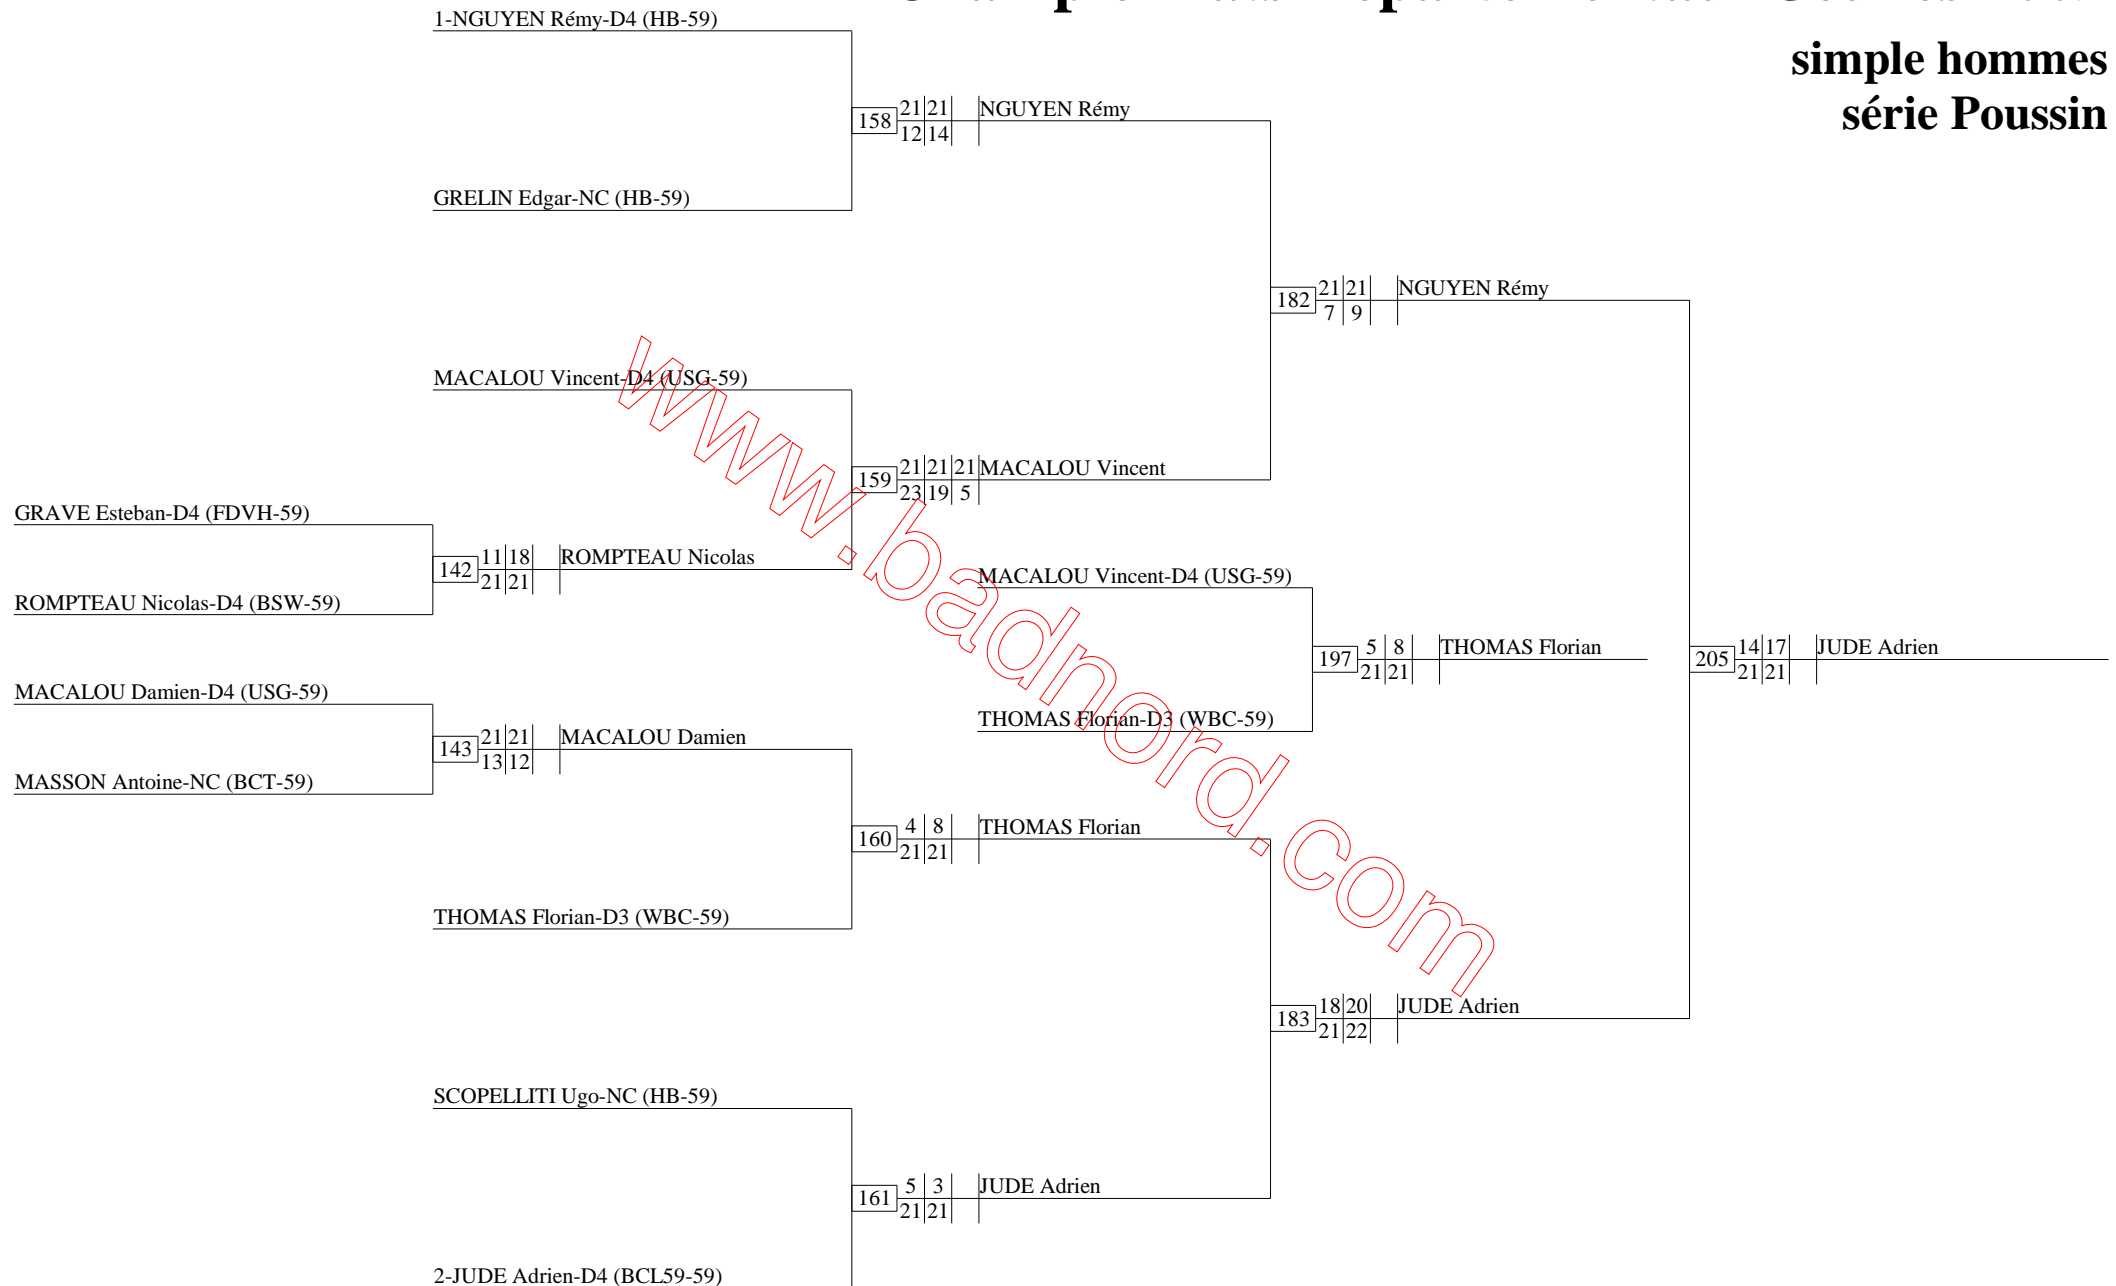 1-NGUYEN Rémy-D4 (HB-59)
simple hommes
série Poussin
158
21 21
12 14
NGUYEN Rémy
GRELIN Edgar-NC (HB-59)
182
21 21
7 9
NGUYEN Rémy
MACALOU Vincent-D4 (USG-59)
159
21 21 21
23 19 5
MACALOU Vincent
GRAVE Esteban-D4 (FDVH-59)
142
11 18
21 21
ROMPTEAU Nicolas
ROMPTEAU Nicolas-D4 (BSW-59)
MACALOU Vincent-D4 (USG-59)
197
5 8
21 21
THOMAS Florian
205
14 17
21 21
JUDE Adrien
MACALOU Damien-D4 (USG-59)
THOMAS Florian-D3 (WBC-59)
143
21 21
13 12
MACALOU Damien
MASSON Antoine-NC (BCT-59)
160
4 8
21 21
THOMAS Florian
THOMAS Florian-D3 (WBC-59)
183
18 20
21 22
JUDE Adrien
SCOPELLITI Ugo-NC (HB-59)
161
5 3
21 21
JUDE Adrien
2-JUDE Adrien-D4 (BCL59-59)
www.badnord.com